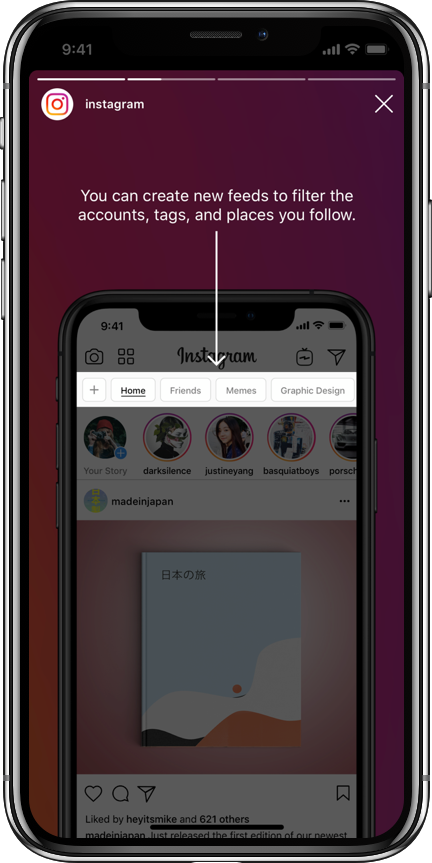 9:41
instagram
You can create new feeds to filter the
accounts, tags, and places you follow.
9:41
Instagram
+ Home Friends Memes Graphic Design
Your Story darksilence justineyang basquiatboys porsch
madeinjapan
日本の旅
Liked by heyitsmike and 621 others
madeinjapan Just released the first edition of our newest